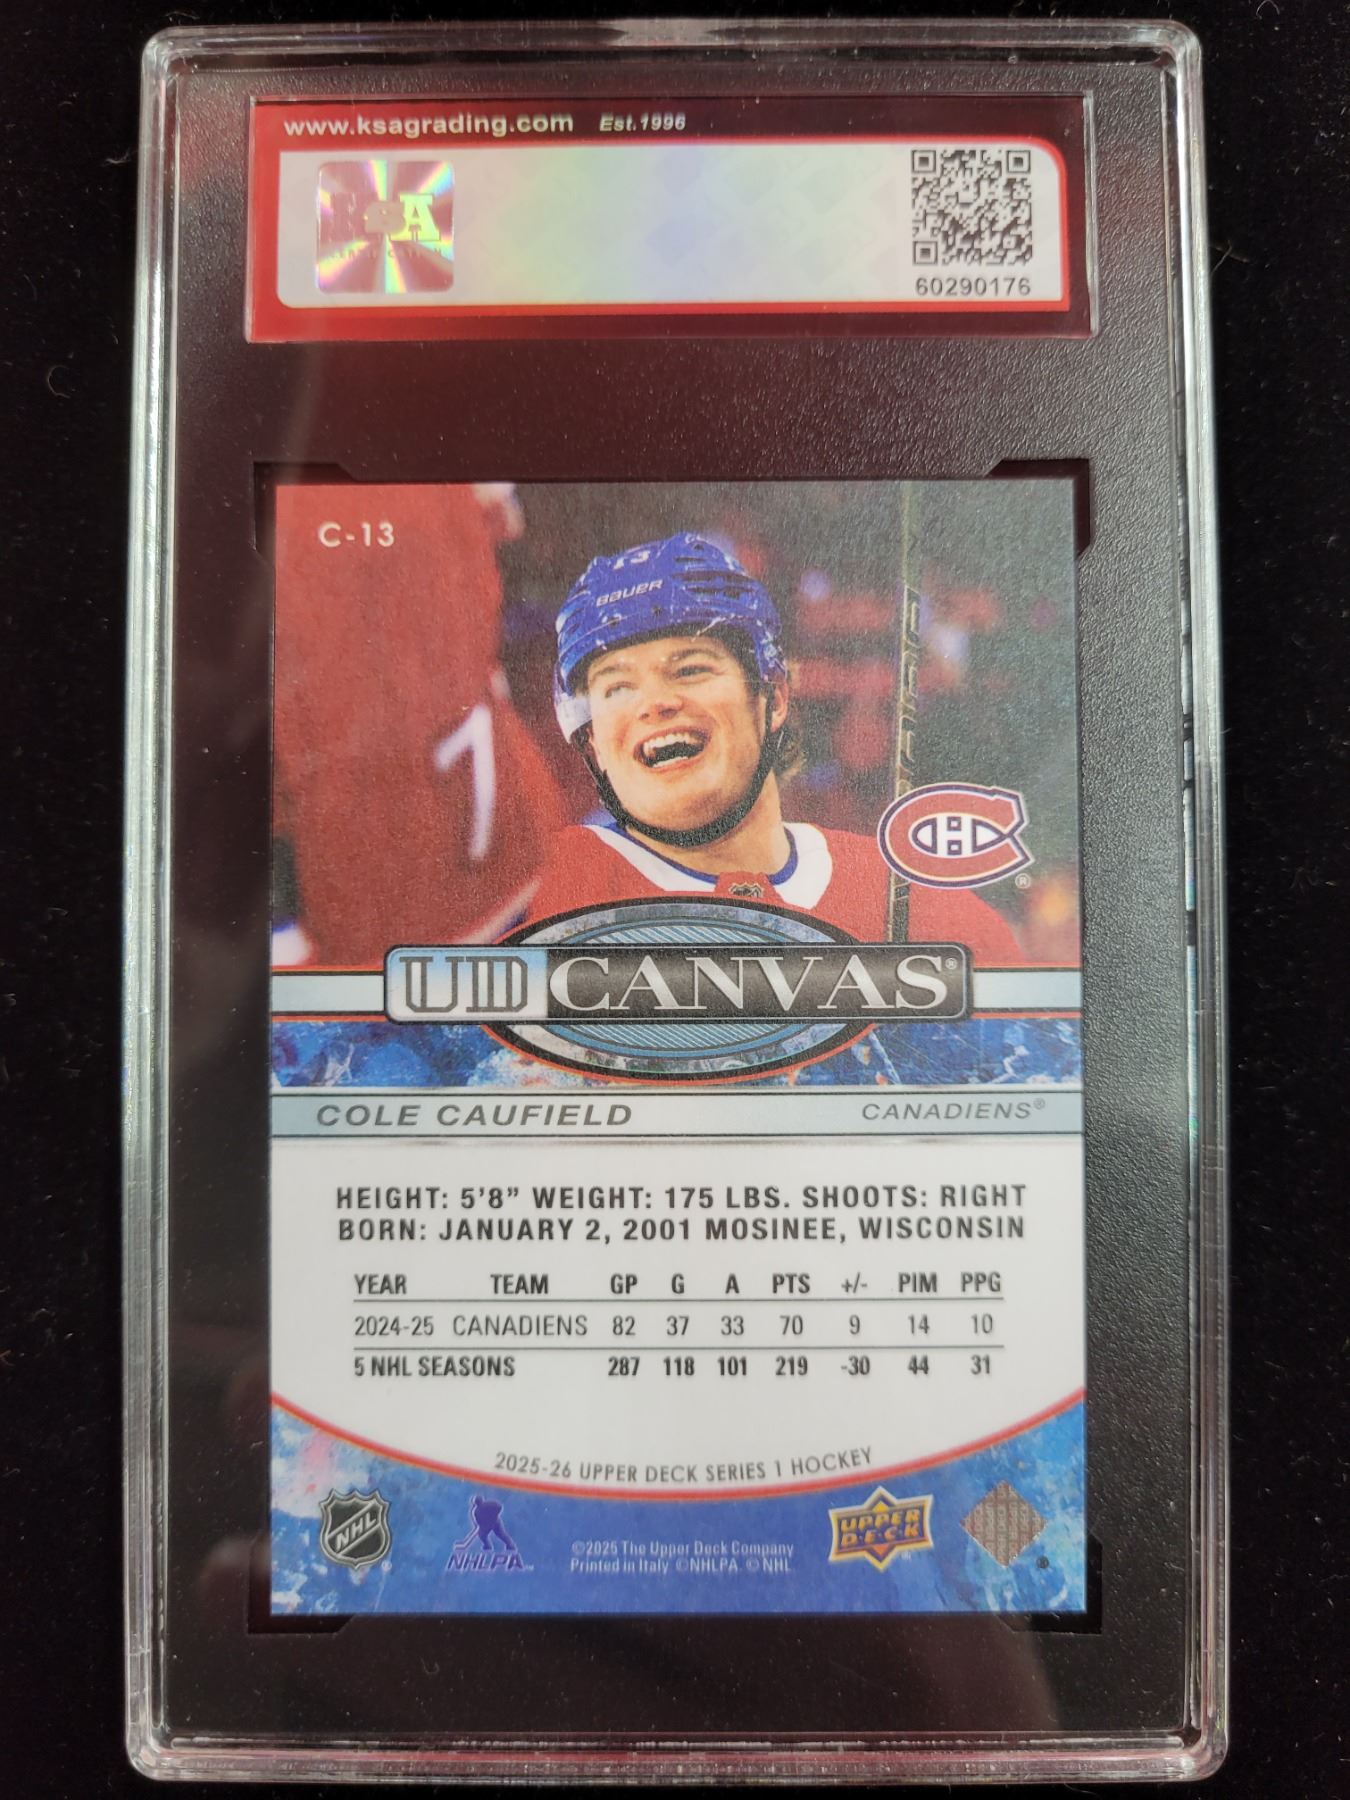 www.ksagrading.com Est.1996
KSA
60290176
C-13
13
BAUER
UD CANVAS®
COLE CAUFIELD CANADIENS®
HEIGHT: 5'8” WEIGHT: 175 LBS. SHOOTS: RIGHT
BORN: JANUARY 2, 2001 MOSINEE, WISCONSIN
YEAR TEAM GP G A PTS +/- PIM PPG
2024-25 CANADIENS 82 37 33 70 9 14 10
5 NHL SEASONS 287 118 101 219 -30 44 31
2025-26 UPPER DECK SERIES 1 HOCKEY
NHL ®
NHLPA
©2025 The Upper Deck Company
Printed in Italy ©NHLPA © NHL
UPPER
D·E·C·K